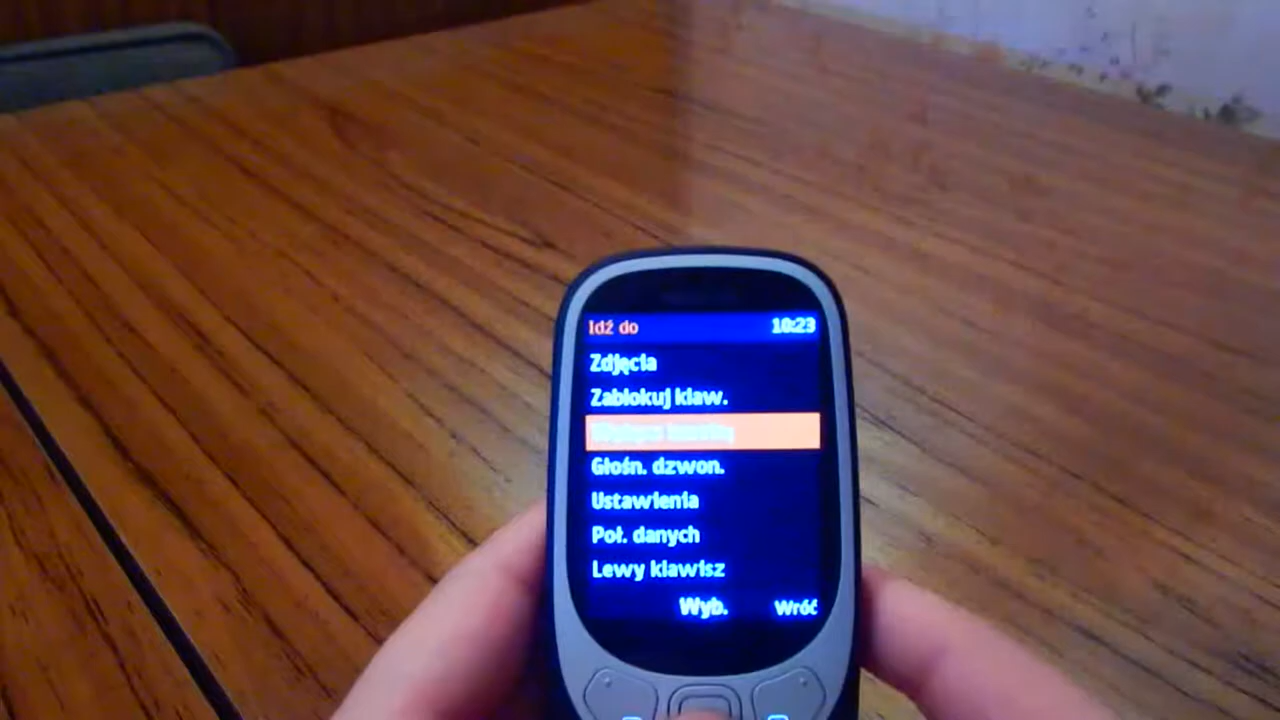 Idź do
10:23
Zdjęcia
Zablokuj klaw.
Głośn. dzwon.
Ustawienia
Poł. danych
Lewy klawisz
Wyb.
Wróć